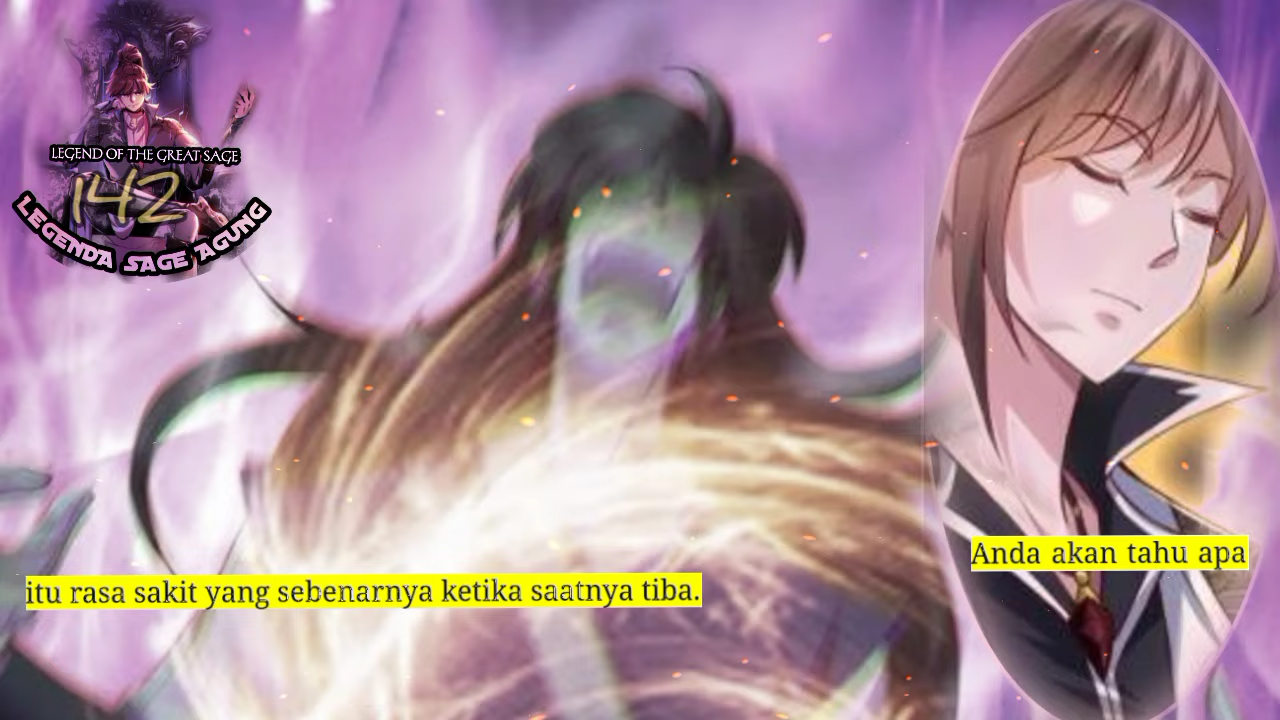 LEGEND OF THE GREAT SAGE
142
LEGENDA SAGE AGUNG
Anda akan tahu apa
itu rasa sakit yang sebenarnya ketika saatnya tiba.